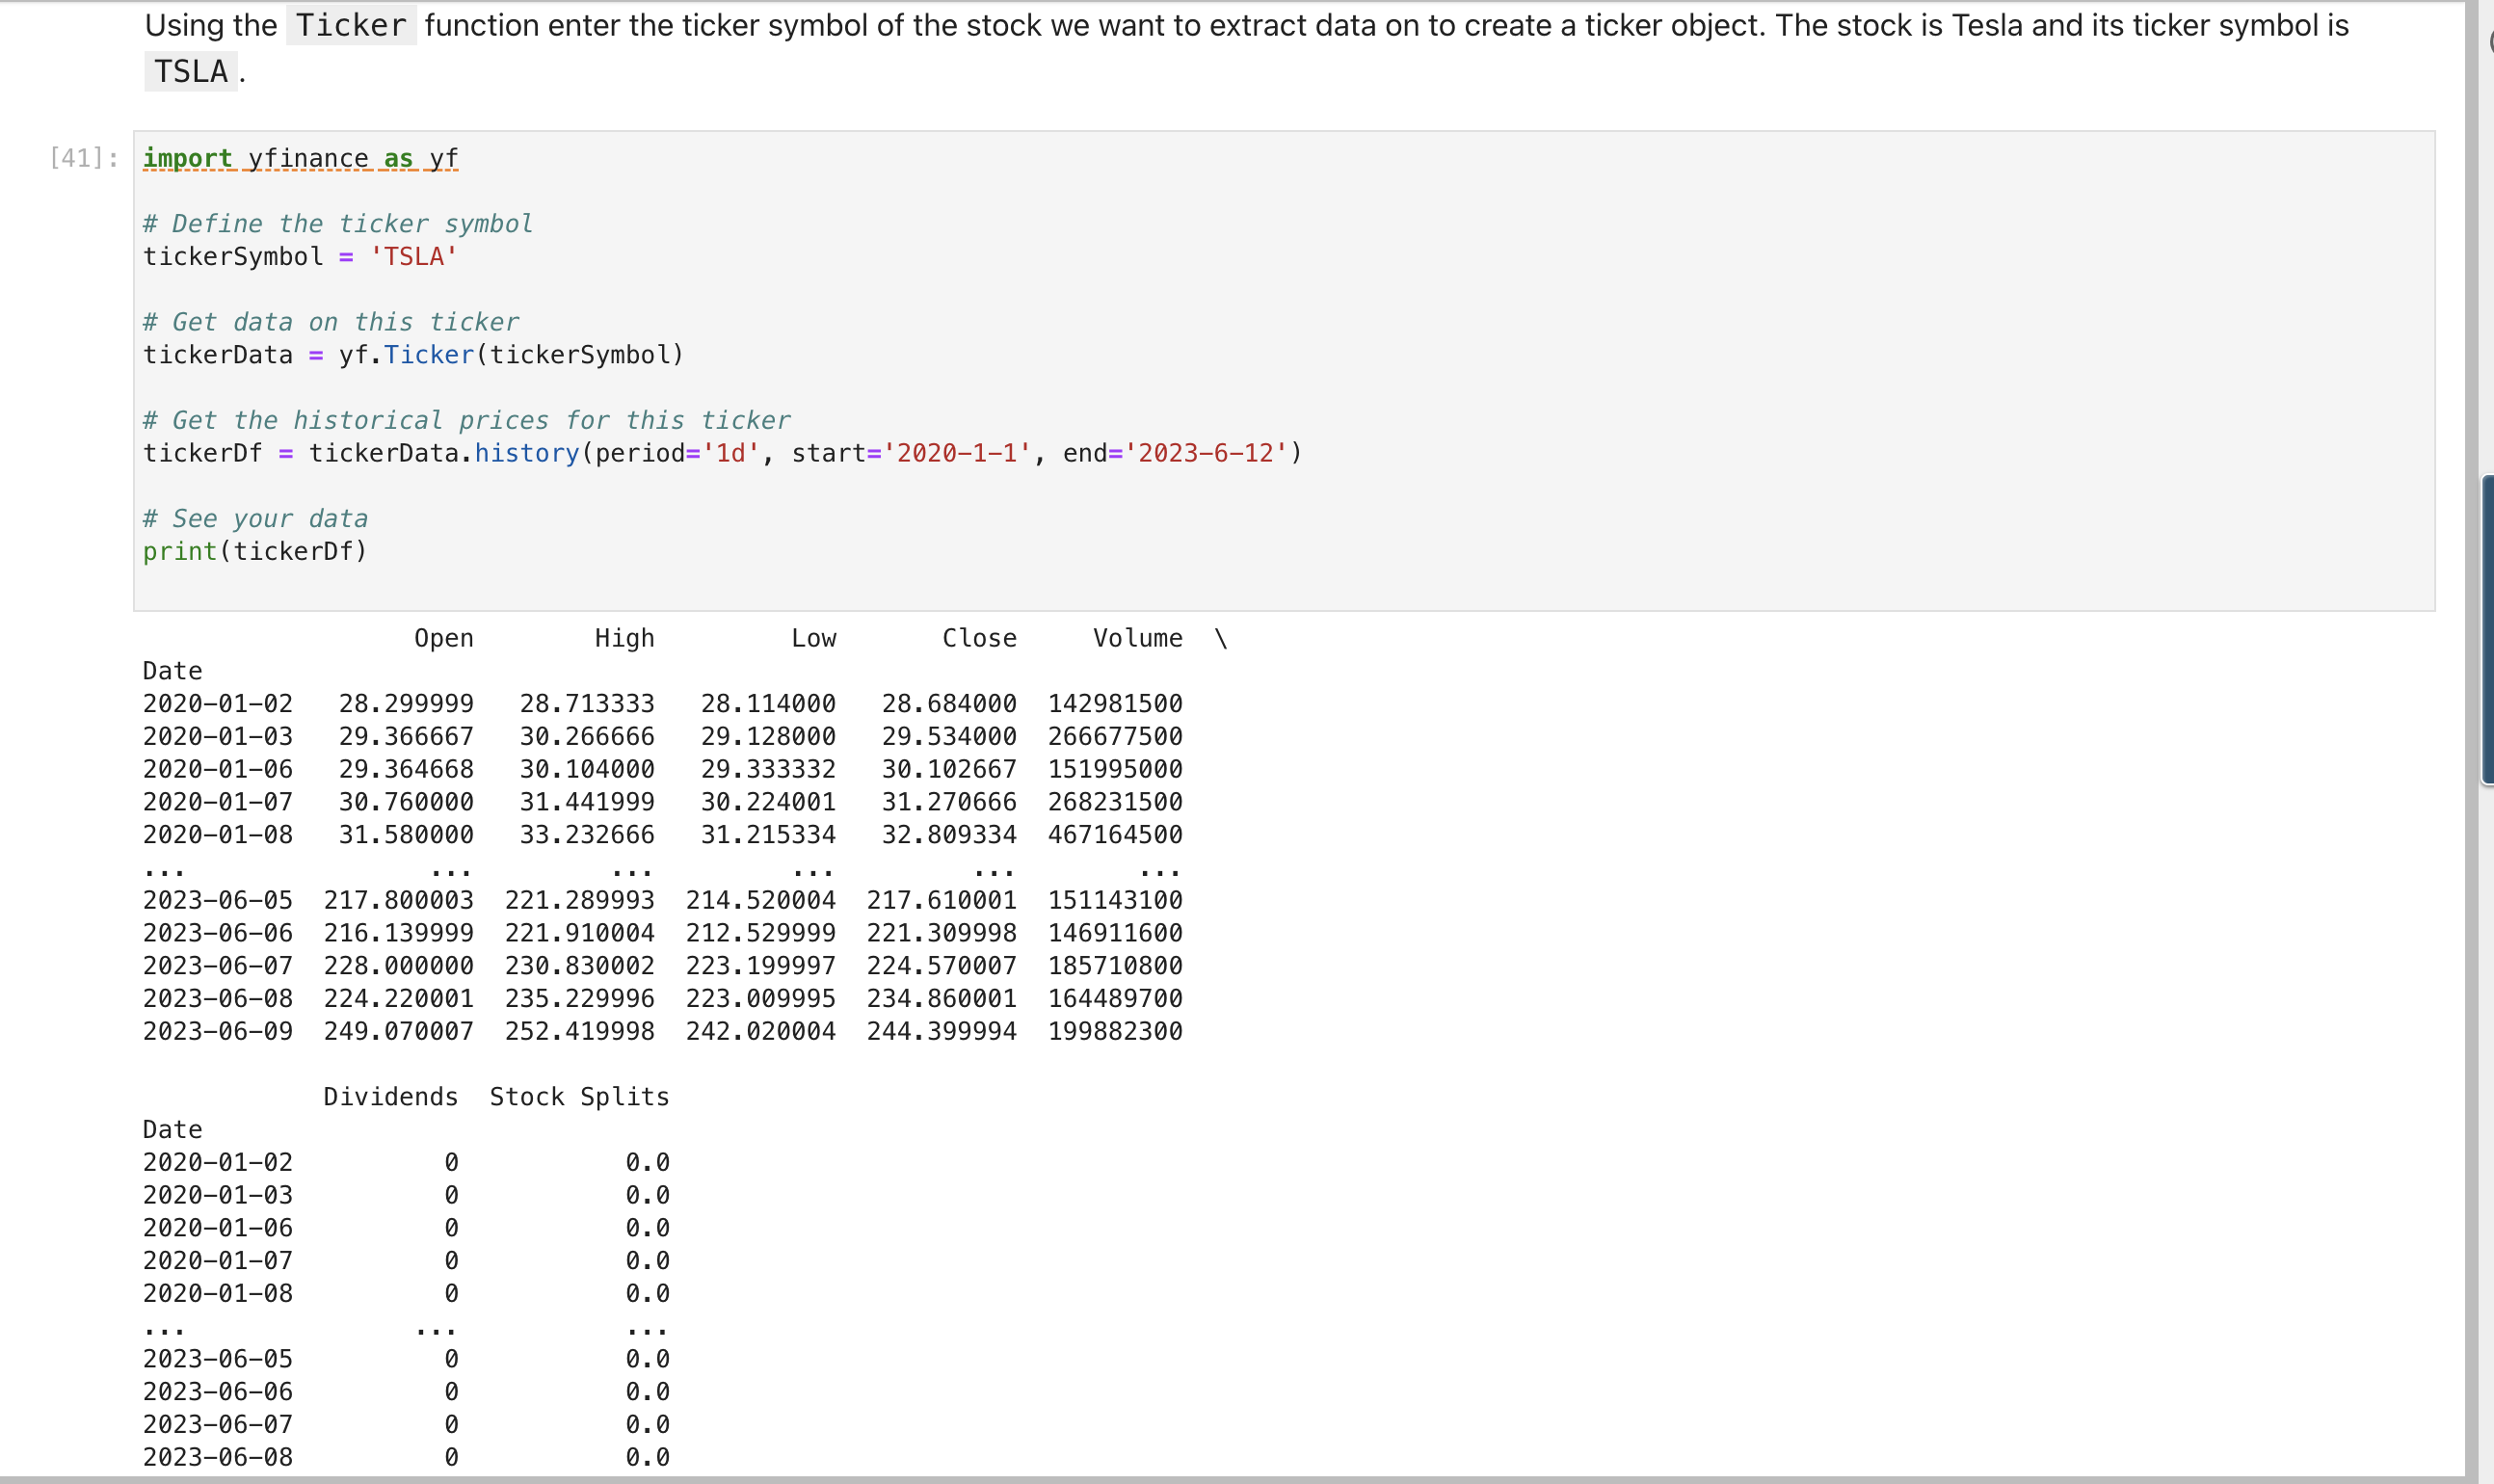 Using the Ticker function enter the ticker symbol of the stock we want to extract data on to create a ticker object. The stock is Tesla and its ticker symbol is
TSLA .
[41]: import yfinance as yf
# Define the ticker symbol
tickerSymbol = 'TSLA'
# Get data on this ticker
tickerData = yf.Ticker(tickerSymbol)
# Get the historical prices for this ticker
tickerDf = tickerData.history(period='1d', start='2020-1-1', end='2023-6-12')
# See your data
print(tickerDf)
Open High Low Close Volume \
Date
2020-01-02 28.299999 28.713333 28.114000 28.684000 142981500
2020-01-03 29.366667 30.266666 29.128000 29.534000 266677500
2020-01-06 29.364668 30.104000 29.333332 30.102667 151995000
2020-01-07 30.760000 31.441999 30.224001 31.270666 268231500
2020-01-08 31.580000 33.232666 31.215334 32.809334 467164500
... ... ... ... ... ...
2023-06-05 217.800003 221.289993 214.520004 217.610001 151143100
2023-06-06 216.139999 221.910004 212.529999 221.309998 146911600
2023-06-07 228.000000 230.830002 223.199997 224.570007 185710800
2023-06-08 224.220001 235.229996 223.009995 234.860001 164489700
2023-06-09 249.070007 252.419998 242.020004 244.399994 199882300
Dividends Stock Splits
Date
2020-01-02 0 0.0
2020-01-03 0 0.0
2020-01-06 0 0.0
2020-01-07 0 0.0
2020-01-08 0 0.0
... ... ...
2023-06-05 0 0.0
2023-06-06 0 0.0
2023-06-07 0 0.0
2023-06-08 0 0.0